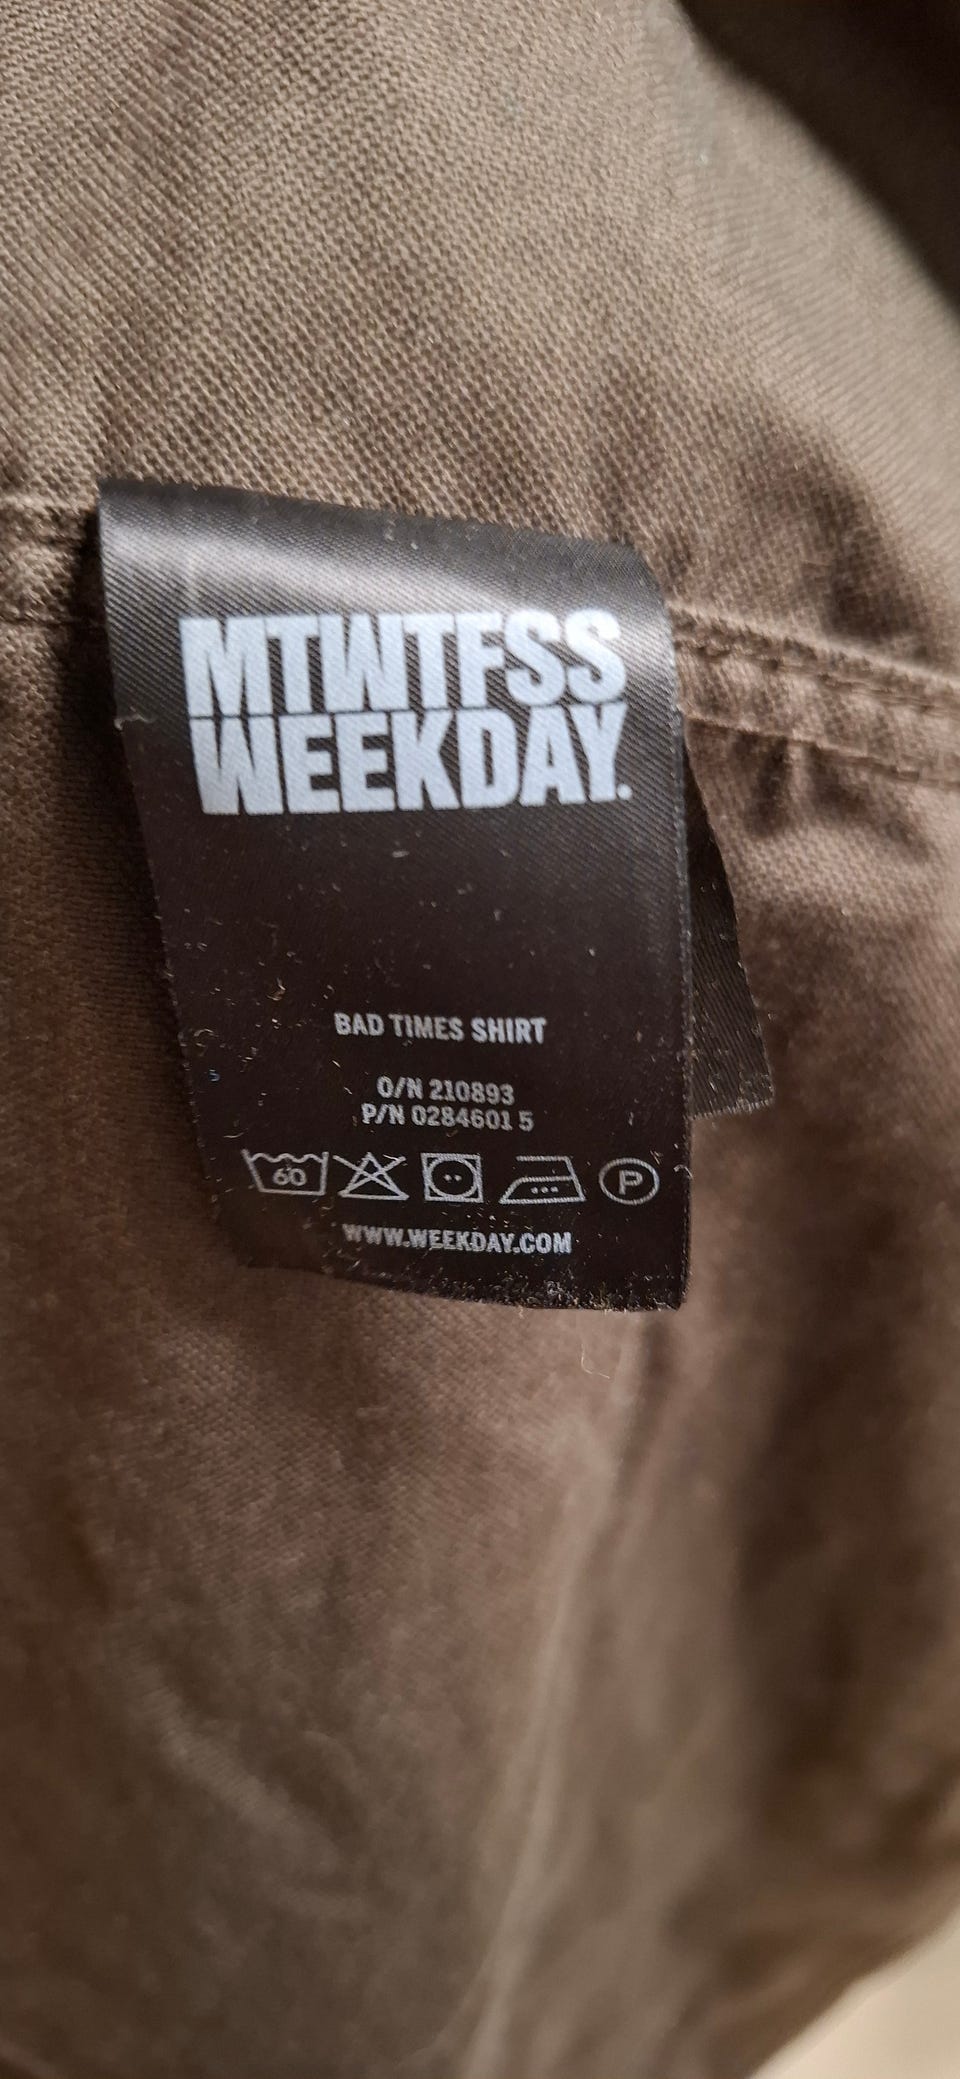 MTWTFSS
WEEKDAY.
BAD TIMES SHIRT
O/N 210893
P/N 0284601 5
60 P
WWW.WEEKDAY.COM